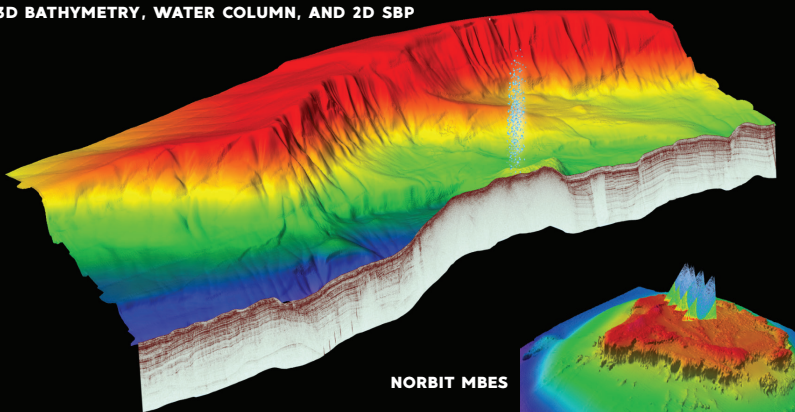 3D BATHYMETRY, WATER COLUMN, AND 2D SBP
NORBIT MBES